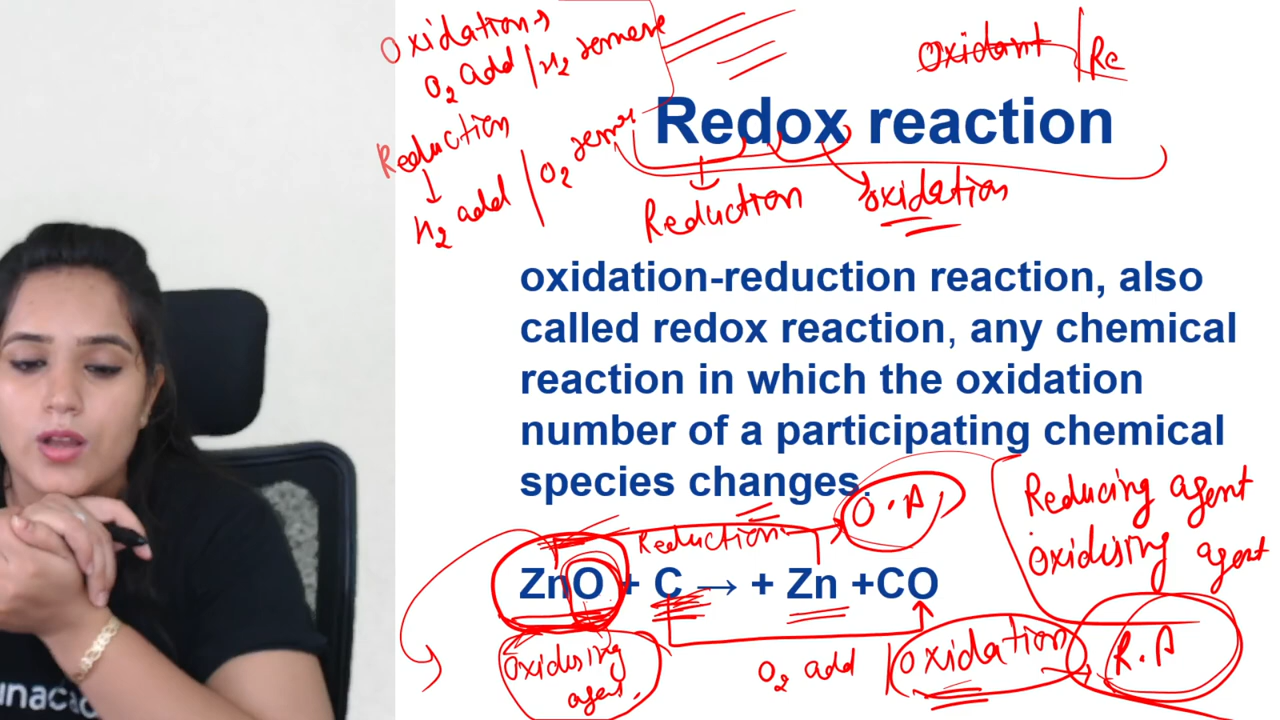 Oxidation→
O2 add / H2 remove
Oxidant | Re
Redox reaction
Reduction
↓
H2 add / O2 remov
Reduction
oxidation
oxidation-reduction reaction, also
called redox reaction, any chemical
reaction in which the oxidation
number of a participating chemical
species changes.
Reducing agent
oxidising agent
O.A
Reduction
ZnO + C → + Zn +CO
oxidising
agent.
O2 add
oxidation
R.A
unaca